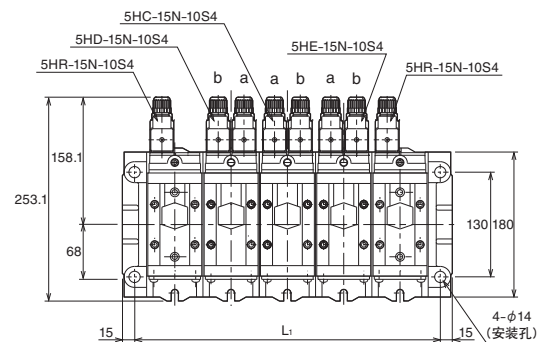 5HC-15N-10S4
5HD-15N-10S4
5HE-15N-10S4
5HR-15N-10S4
5HR-15N-10S4
b a a b a b
158.1
253.1
68
130
180
15
L1
15
4-φ14
(安装孔)